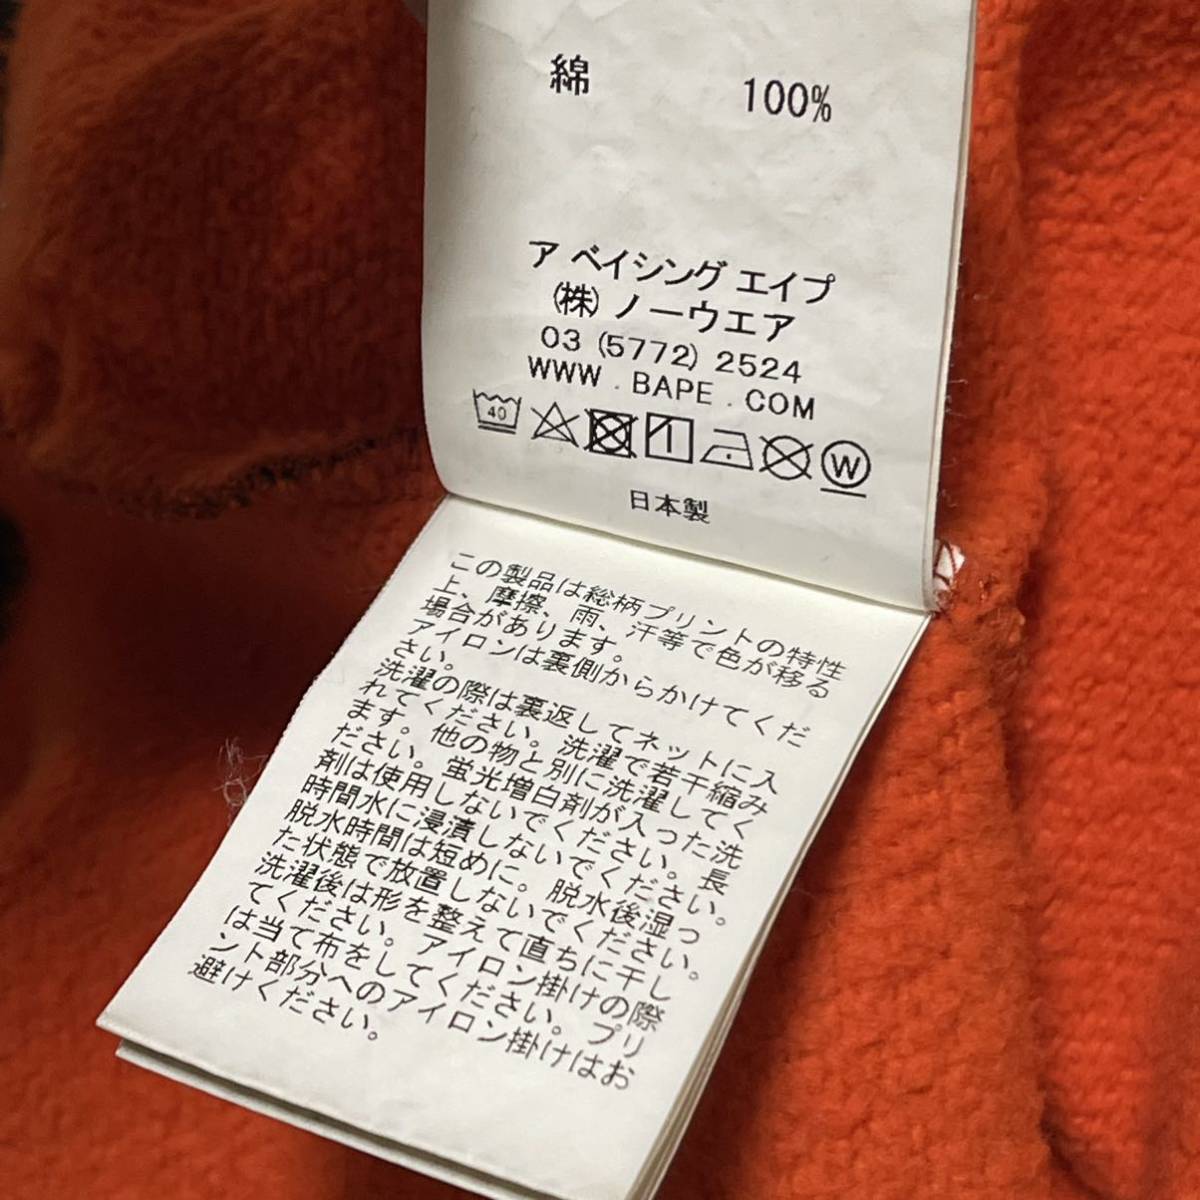 綿 100%
ア ベイシング エイプ
(株) ノーウエア
03 (5772) 2524
WWW . BAPE . COM
40 W
日本製
この製品は総柄プリントの特性
上、摩擦、雨、汗等で色が移る
場合があります。
アイロンは裏側からかけてくだ
さい。
洗濯の際は裏返してネットに入
れてください。洗濯で若干縮み
ます。他の物と別に洗濯してく
ださい。蛍光増白剤が入った洗
剤は使用しないでください。長
時間水に浸漬しないでください。
脱水時間は短めに。脱水後湿っ
た状態で放置しないでください。
洗濯後は形を整えて直ちに干し
てください。アイロン掛けの際
は当て布をしてください。プリ
ント部分へのアイロン掛けはお
避けください。